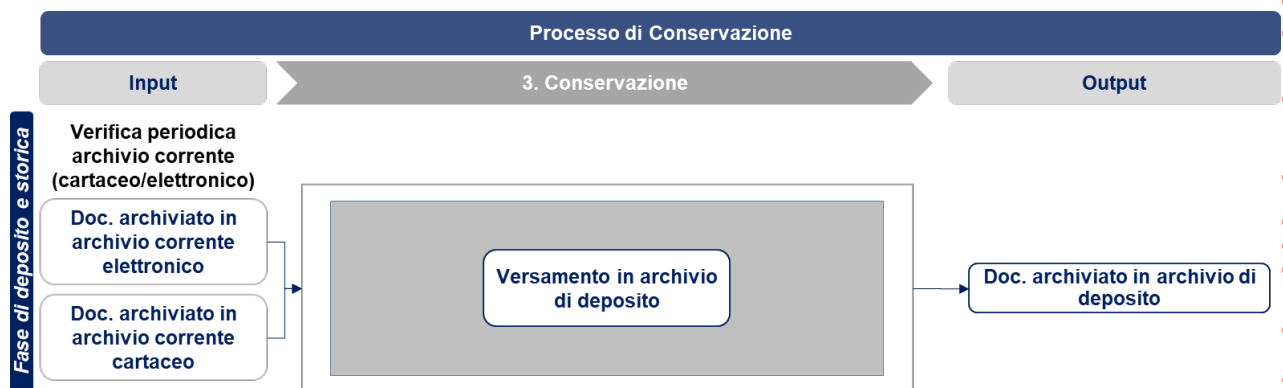 Processo di Conservazione
Input
3. Conservazione
Output
Fase di deposito e storica
Verifica periodica
archivio corrente
(cartaceo/elettronico)
Doc. archiviato in
archivio corrente
elettronico
Doc. archiviato in
archivio corrente
cartaceo
Versamento in archivio
di deposito
Doc. archiviato in archivio di
deposito